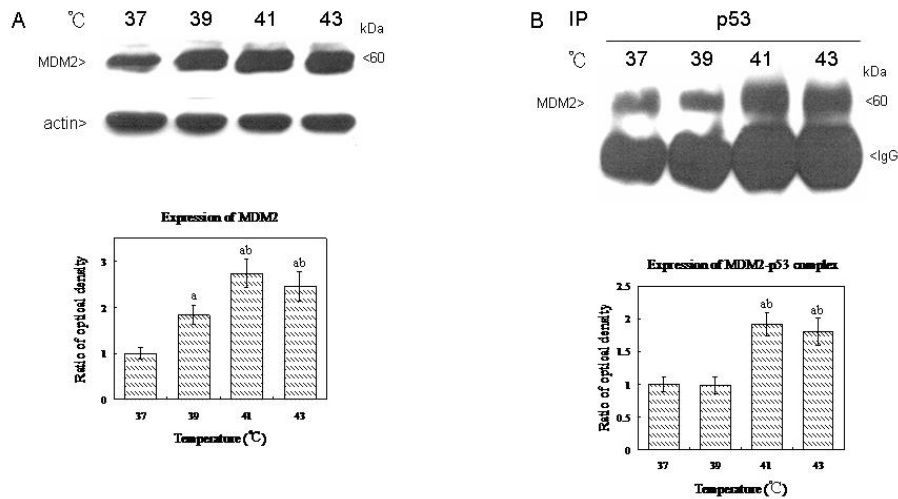 A °C 37 39 41 43 kDa
MDM2> <60
actin>
Expression of MDM2
Ratio of optical density
3
2
1
0
a
ab
ab
37 39 41 43
Temperature (°C)
B IP p53
°C 37 39 41 43 kDa
MDM2> <60
<IgG
Expression of MDM2-p53 complex
Ratio of optical density
2.5
2
1.5
1
0.5
0
ab
ab
37 39 41 43
Temperature (°C)